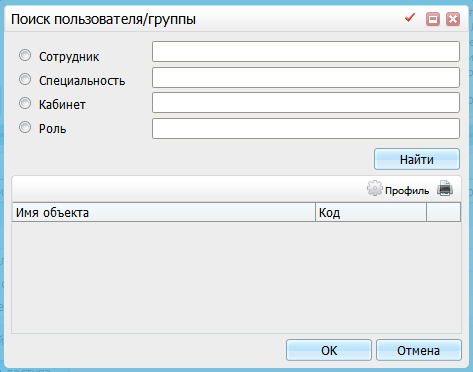 Поиск пользователя/группы
Сотрудник
Специальность
Кабинет
Роль
Найти
Профиль
Имя объекта Код
OK Отмена